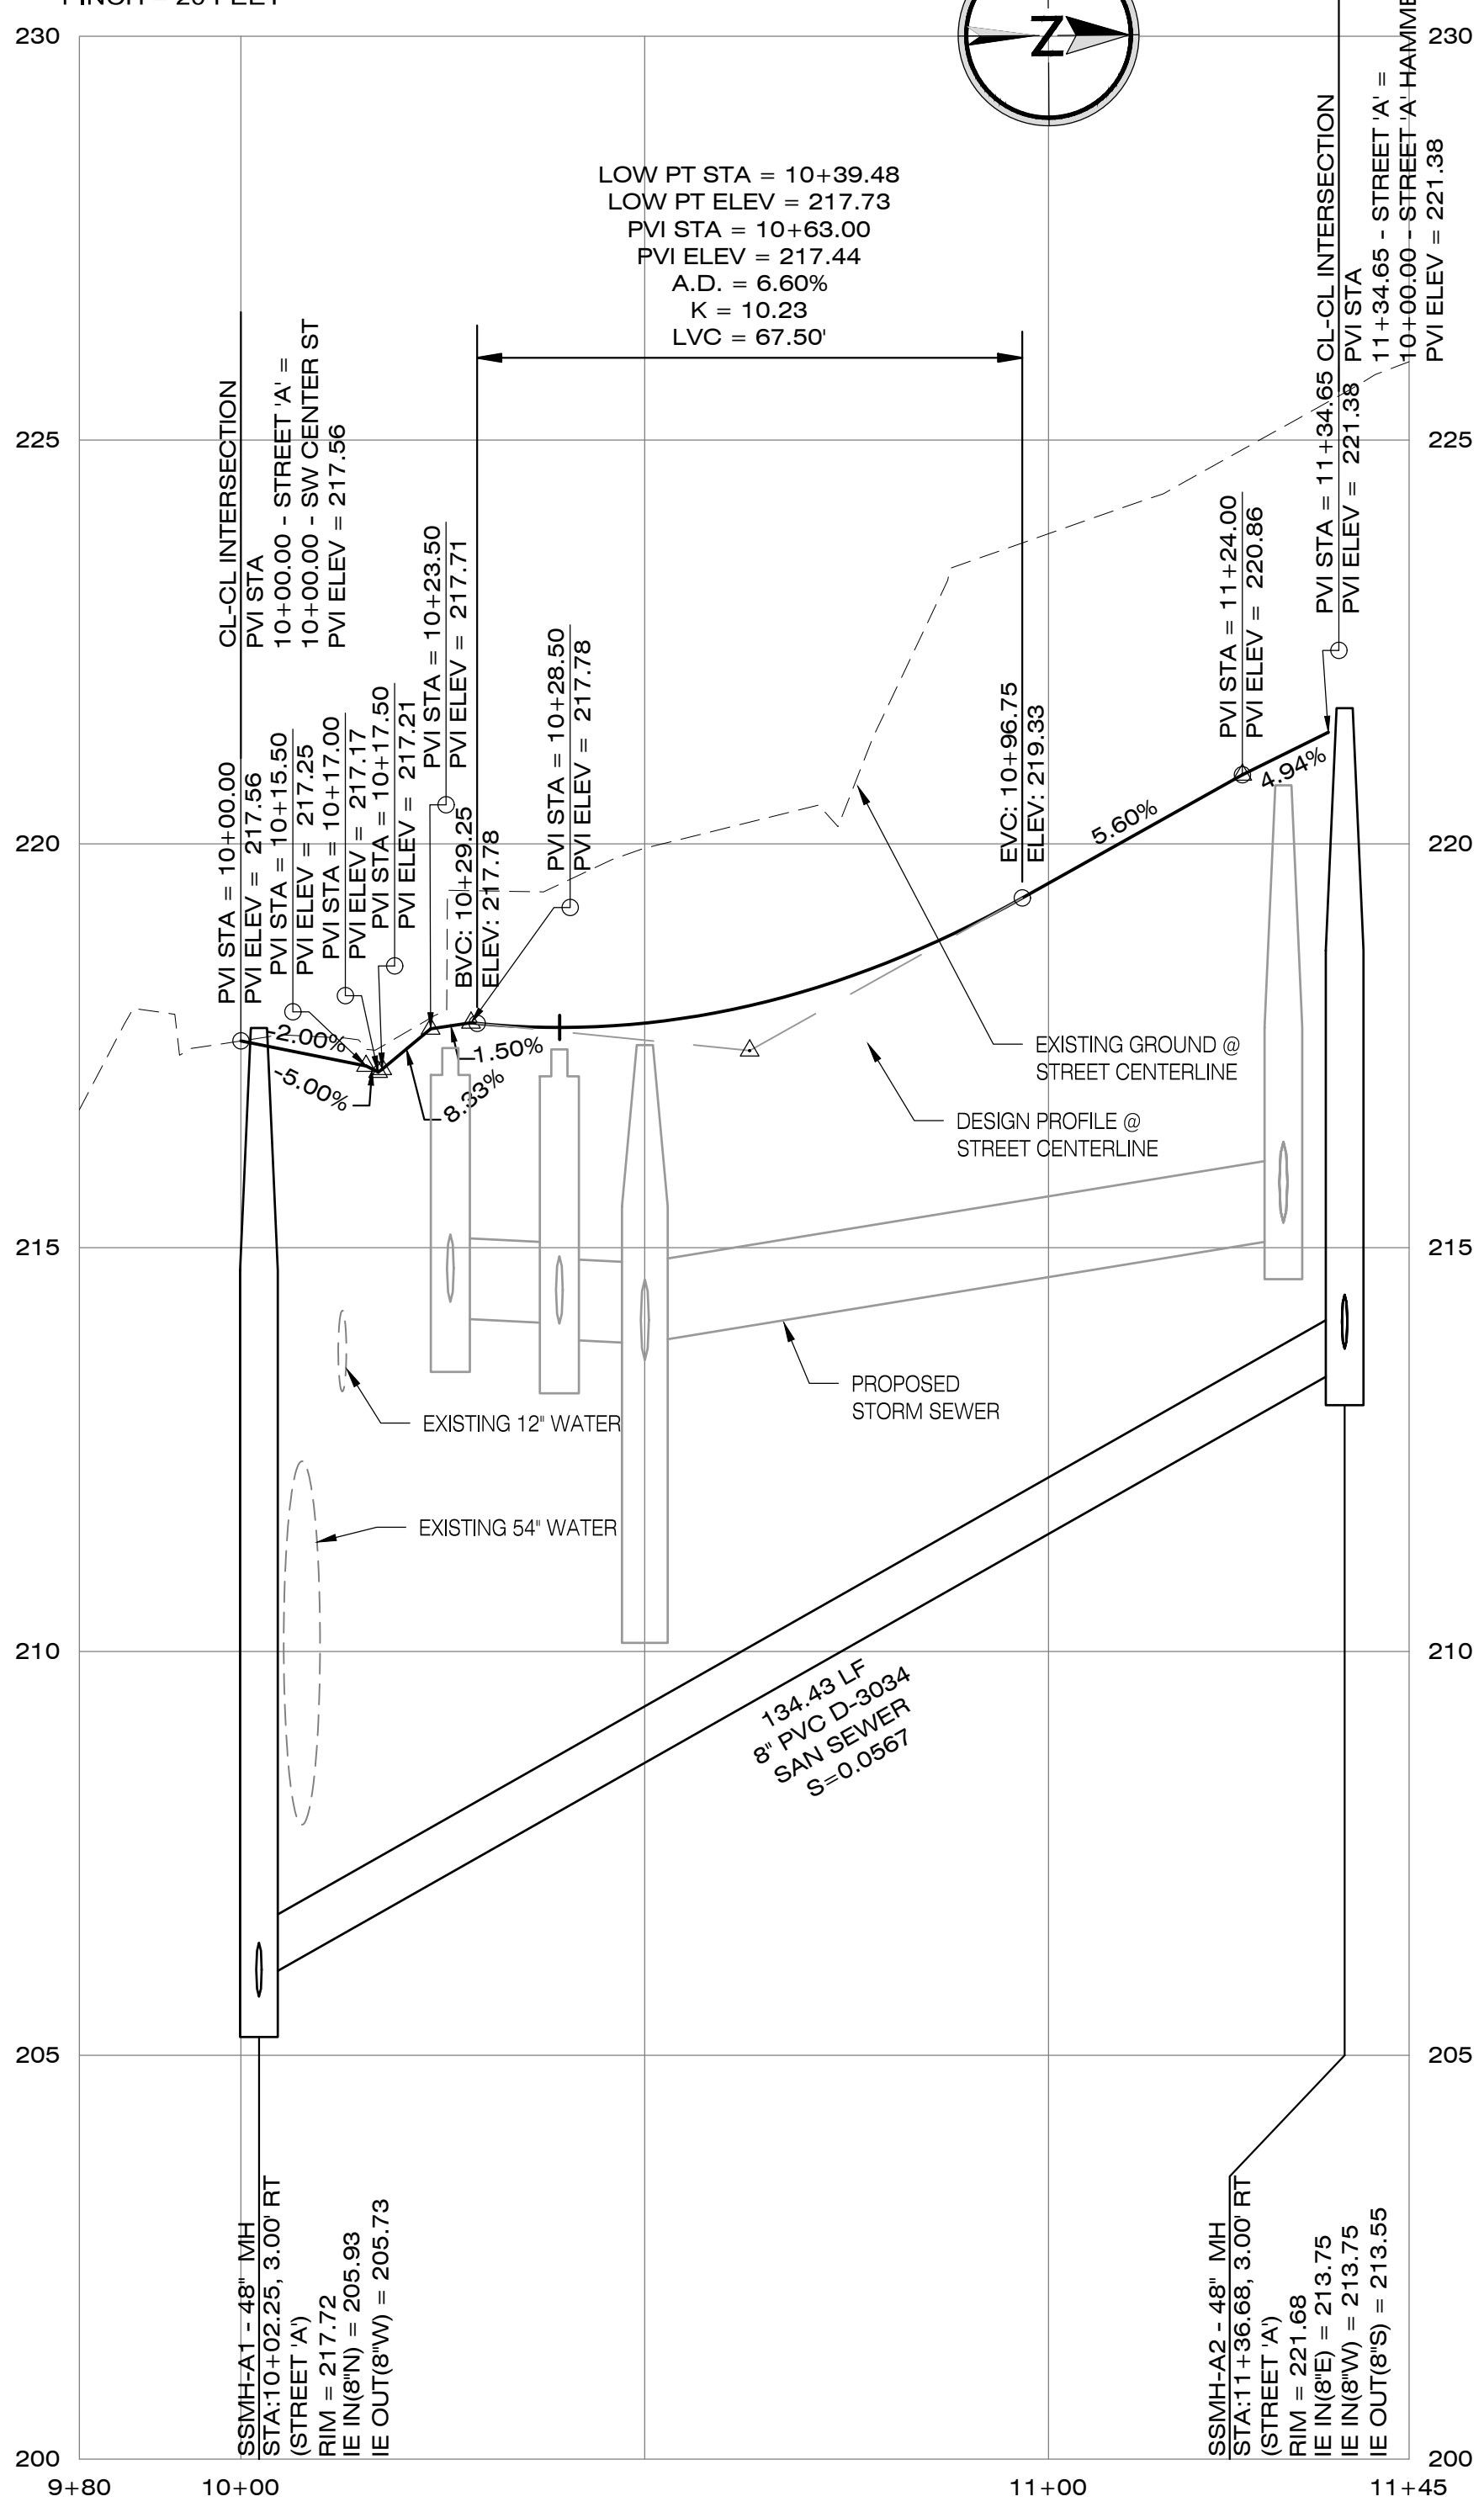 230
230
Z
LOW PT STA = 10+39.48
LOW PT ELEV = 217.73
PVI STA = 10+63.00
PVI ELEV = 217.44
A.D. = 6.60%
K = 10.23
LVC = 67.50'
CL-CL INTERSECTION
PVI STA
11+34.65 - STREET 'A' =
10+00.00 - STREET 'A'
PVI ELEV = 221.38
CL-CL INTERSECTION
PVI STA
10+00.00 - STREET 'A' =
10+00.00 - SW CENTER ST
PVI ELEV = 217.56
225
225
PVI STA = 10+00.00
PVI ELEV = 217.56
PVI STA = 10+15.50
PVI ELEV = 217.25
PVI STA = 10+17.00
PVI ELEV = 217.17
PVI STA = 10+17.50
PVI ELEV = 217.21
PVI STA = 10+23.50
PVI ELEV = 217.71
BVC: 10+29.25
ELEV: 217.78
PVI STA = 10+28.50
PVI ELEV = 217.78
EVC: 10+96.75
ELEV: 219.33
PVI STA = 11+24.00
PVI ELEV = 220.86
PVI STA = 11+34.65
PVI ELEV = 221.38
220
220
-2.00%
-5.00%
8.33%
1.50%
5.60%
4.94%
EXISTING GROUND @
STREET CENTERLINE
DESIGN PROFILE @
STREET CENTERLINE
215
215
PROPOSED
STORM SEWER
EXISTING 12" WATER
EXISTING 54" WATER
210
210
134.43 LF
8" PVC D-3034
SAN SEWER
S=0.0567
205
205
SSMH-A1 - 48" MH
STA:10+02.25, 3.00' RT
(STREET 'A')
RIM = 217.72
IE IN(8"N) = 205.93
IE OUT(8"W) = 205.73
SSMH-A2 - 48" MH
STA:11+36.68, 3.00' RT
(STREET 'A')
RIM = 221.68
IE IN(8"E) = 213.75
IE IN(8"W) = 213.75
IE OUT(8"S) = 213.55
200
200
9+80
10+00
11+00
11+45